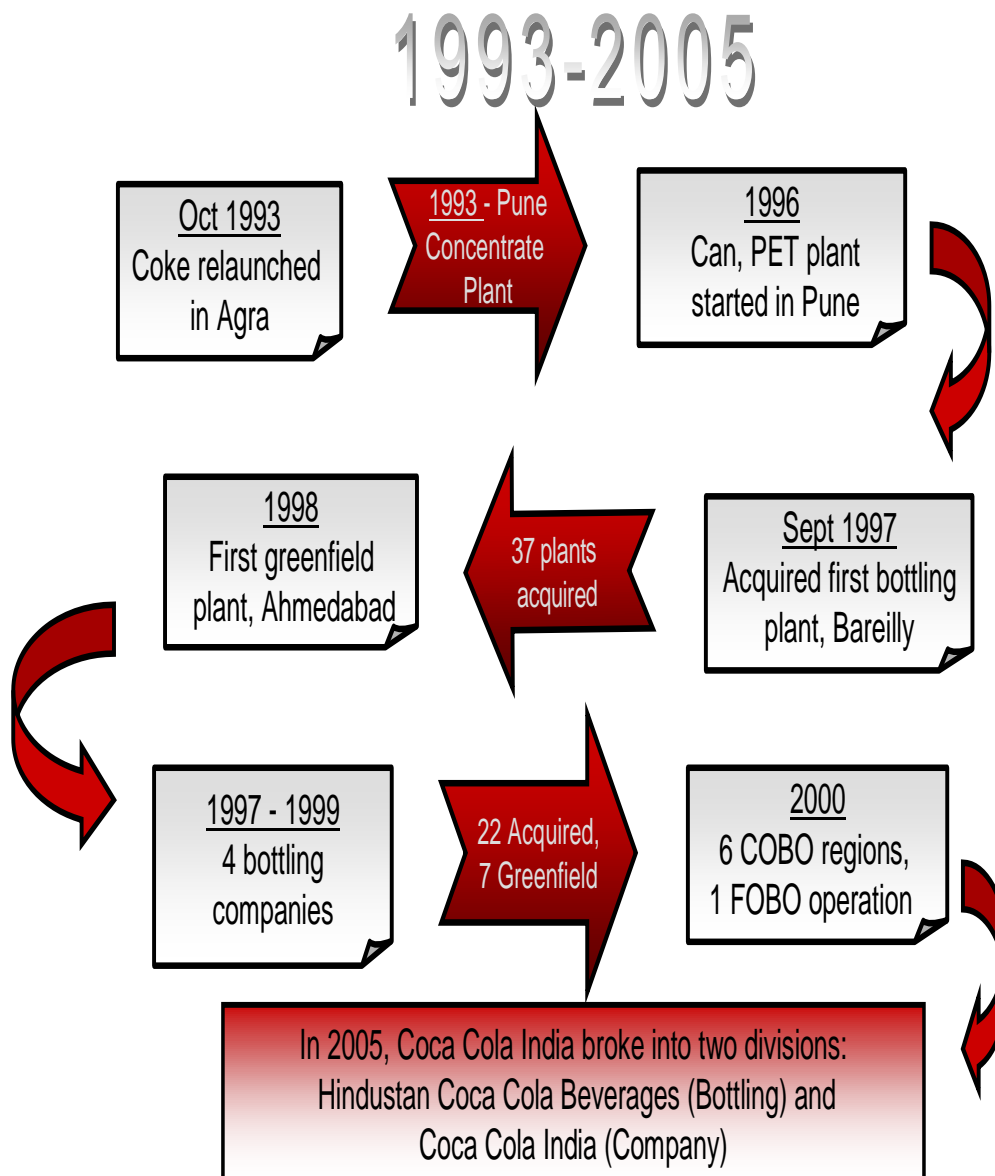 1993-2005
Oct 1993
Coke relaunched
in Agra
1993 - Pune
Concentrate
Plant
1996
Can, PET plant
started in Pune
Sept 1997
Acquired first bottling
plant, Bareilly
37 plants
acquired
1998
First greenfield
plant, Ahmedabad
1997 - 1999
4 bottling
companies
22 Acquired,
7 Greenfield
2000
6 COBO regions,
1 FOBO operation
In 2005, Coca Cola India broke into two divisions:
Hindustan Coca Cola Beverages (Bottling) and
Coca Cola India (Company)